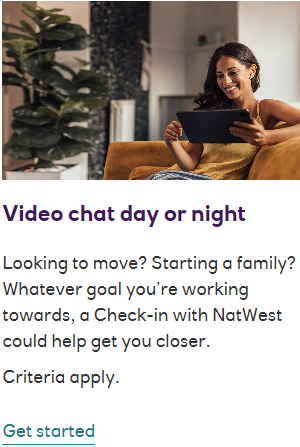 Video chat day or night
Looking to move? Starting a family?
Whatever goal you're working
towards, a Check-in with NatWest
could help get you closer.
Criteria apply.
Get started